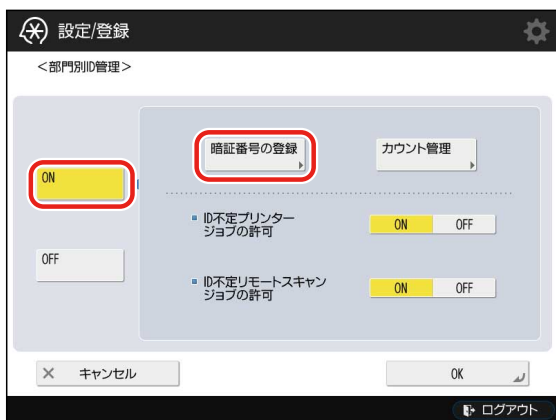 設定/登録
<部門別ID管理>
ON
OFF
暗証番号の登録
カウント管理
ID不定プリンター
ジョブの許可
ON
OFF
ID不定リモートスキャン
ジョブの許可
ON
OFF
キャンセル
OK
ログアウト